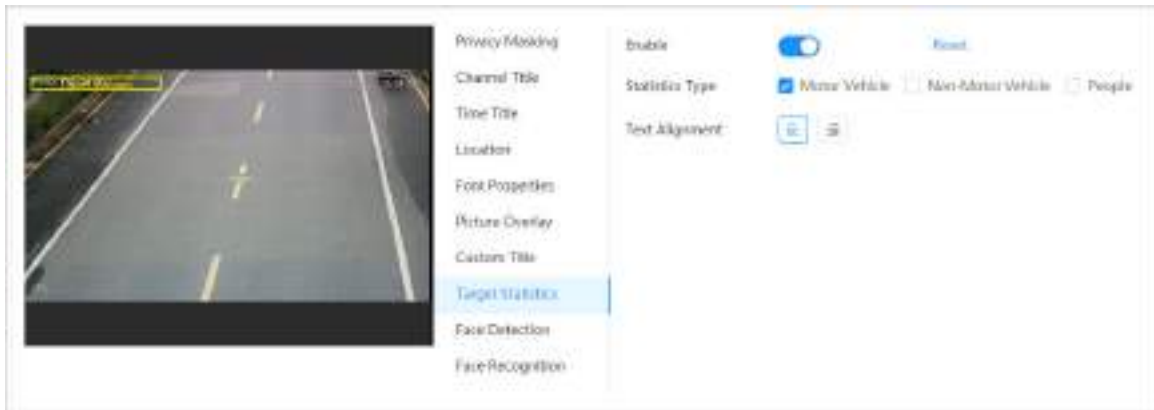 Privacy Masking
Channel Title
Time Title
Location
Font Properties
Picture Overlay
Custom Title
Target Statistics
Face Detection
Face Recognition
Enable
Reset
Statistics Type
Motor Vehicle
Non-Motor Vehicle
People
Text Alignment